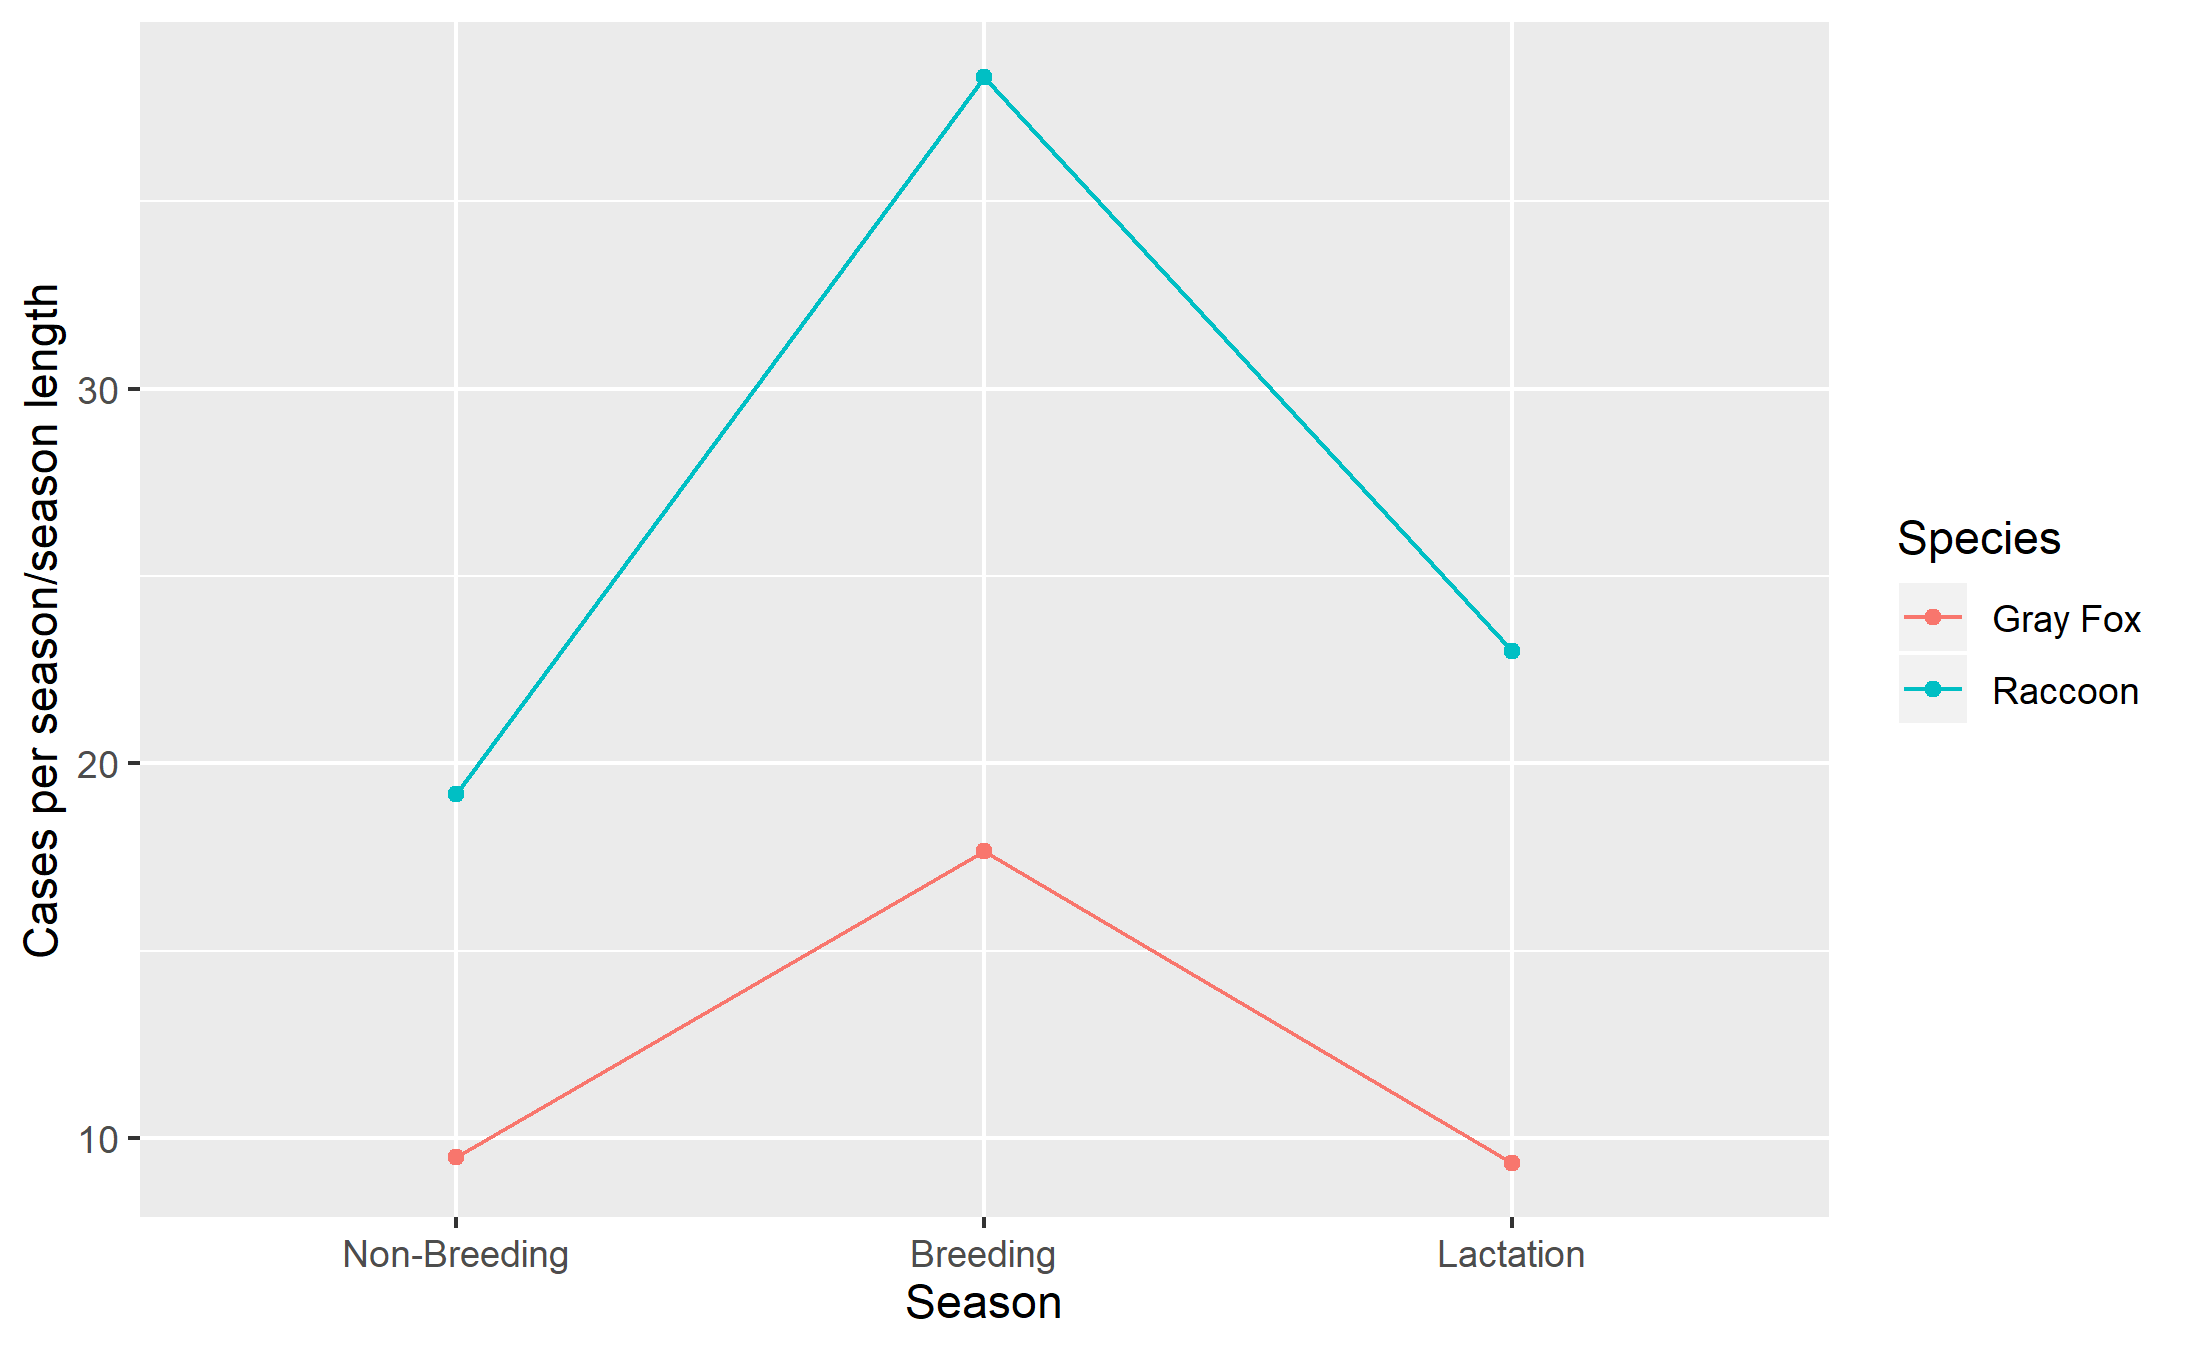 Cases per season/season length
30
20
10
Non-Breeding
Breeding
Lactation
Season
Species
Gray Fox
Raccoon